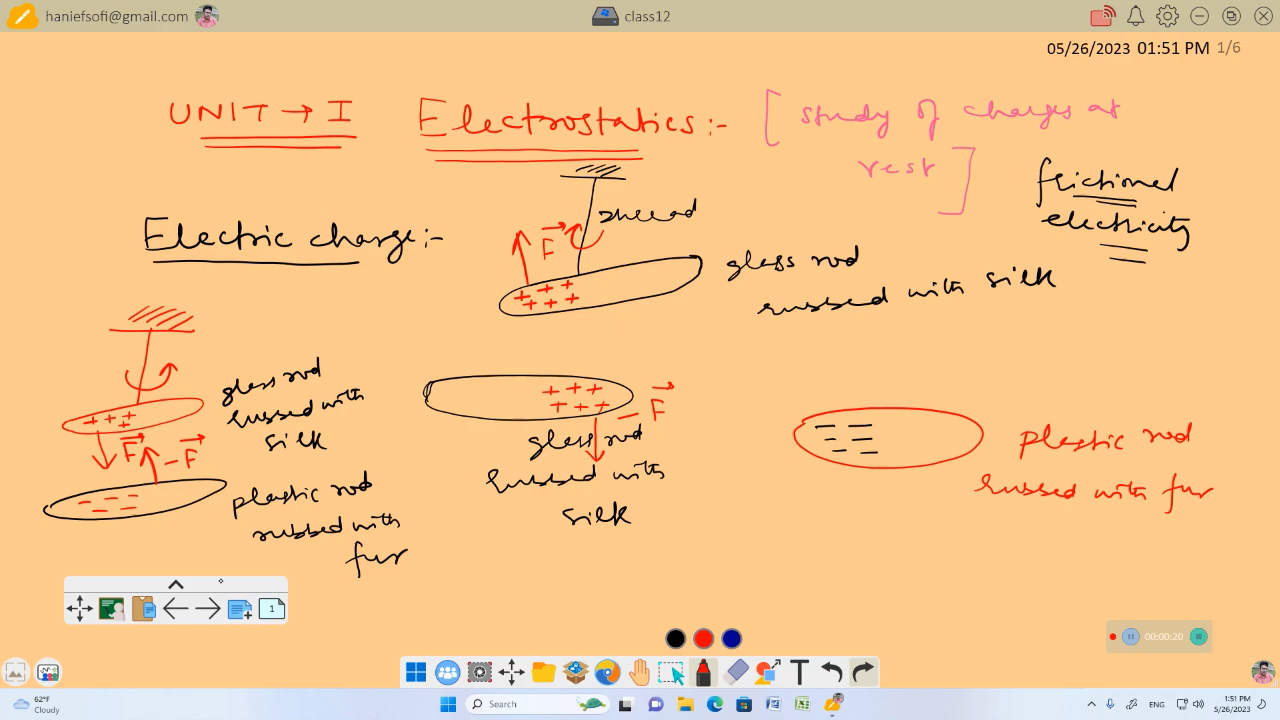 haniefsofi@gmail.com
class12
05/26/2023 01:51 PM 1/6
UNIT → I Electrostatics:-
[study of charges at
rest]
frictional
electricity
Electric charge:-
thread
F
+ + +
+ + +
glass rod
rubbed with silk
glass rod
rubbed with
silk
+ + +
F
-F
- - -
- -
plastic rod
rubbed with
fur
+ + +
+ + +
-F
glass rod
rubbed with
silk
- -
- -
- -
plastic rod
rubbed with fur
1
00:00:20
T
62°F
Cloudy
Search
ENG
1:51 PM
5/26/2023